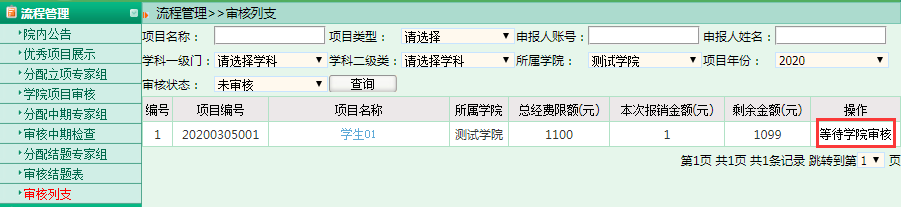 流程管理
院内公告
优秀项目展示
分配立项专家组
学院项目审核
分配中期专家组
审核中期检查
分配结题专家组
审核结题表
审核列支
流程管理>>审核列支
项目名称： 项目类型： 请选择 申报人账号： 申报人姓名：
学科一级门： 请选择学科 学科二级类： 请选择学科 所属学院： 测试学院 项目年份： 2020
审核状态： 未审核 查询
编号 项目编号 项目名称 所属学院 总经费限额(元) 本次报销金额(元) 剩余金额(元) 操作
1 20200305001 学生01 测试学院 1100 1 1099 等待学院审核
第1页 共1页 共1条记录 跳转到第 1 页